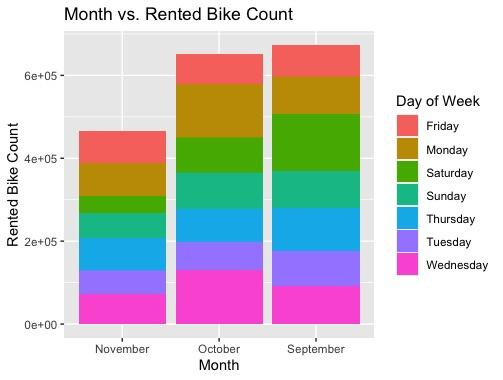 Month vs. Rented Bike Count
6e+05
4e+05
2e+05
0e+00
Rented Bike Count
November October September
Month
Day of Week
Friday
Monday
Saturday
Sunday
Thursday
Tuesday
Wednesday